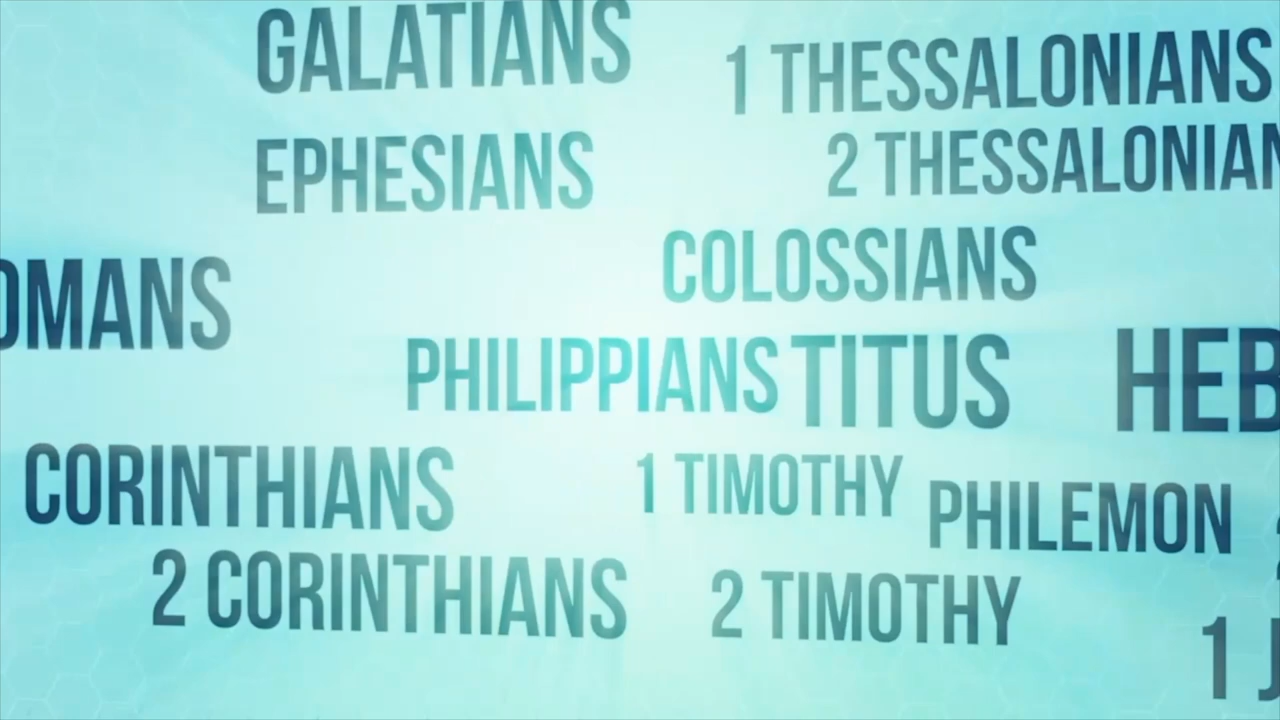 GALATIANS
1 THESSALONIANS
EPHESIANS
2 THESSALONIAN
COLOSSIANS
OMANS
PHILIPPIANS
TITUS
HEB
CORINTHIANS
1 TIMOTHY
PHILEMON
2 CORINTHIANS
2 TIMOTHY
1 J